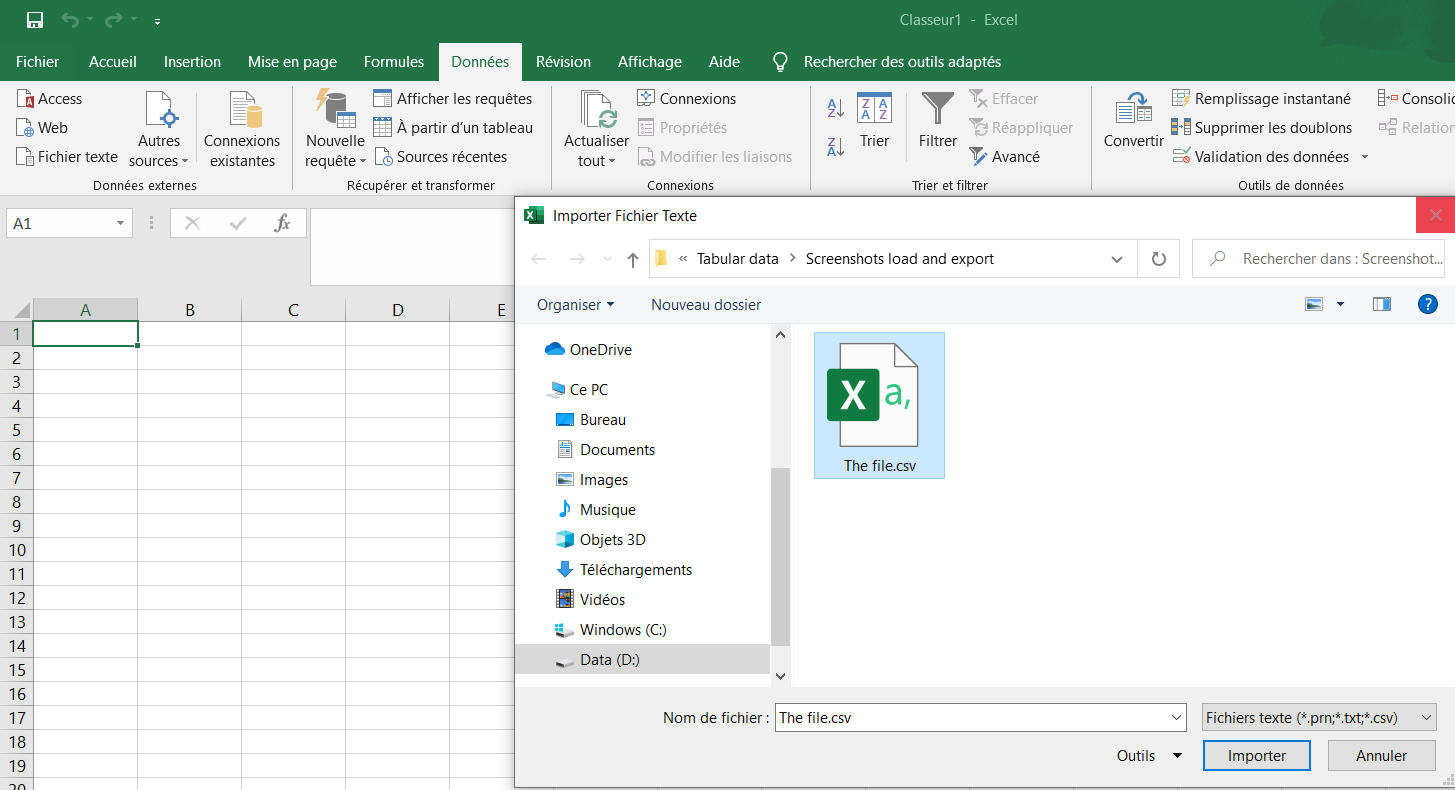 Classeur1 - Excel
Fichier Accueil Insertion Mise en page Formules Données Révision Affichage Aide Rechercher des outils adaptés
Access
Web
Fichier texte
Autres
sources
Connexions
existantes
Données externes
Nouvelle
requête
Afficher les requêtes
À partir d'un tableau
Sources récentes
Récupérer et transformer
Actualiser
tout
Connexions
Propriétés
Modifier les liaisons
Connexions
Trier
Filtrer
Effacer
Réappliquer
Avancé
Trier et filtrer
Convertir
Remplissage instantané
Supprimer les doublons
Validation des données
Consolid
Relation
Outils de données
A1
fx
A B C D E
1
2
3
4
5
6
7
8
9
10
11
12
13
14
15
16
17
18
19
20
Importer Fichier Texte
« Tabular data > Screenshots load and export
Rechercher dans : Screenshot...
Organiser Nouveau dossier
?
OneDrive
Ce PC
Bureau
Documents
Images
Musique
Objets 3D
Téléchargements
Vidéos
Windows (C:)
Data (D:)
X a,
The file.csv
Nom de fichier : The file.csv Fichiers texte (*.prn;*.txt;*.csv)
Outils Importer Annuler